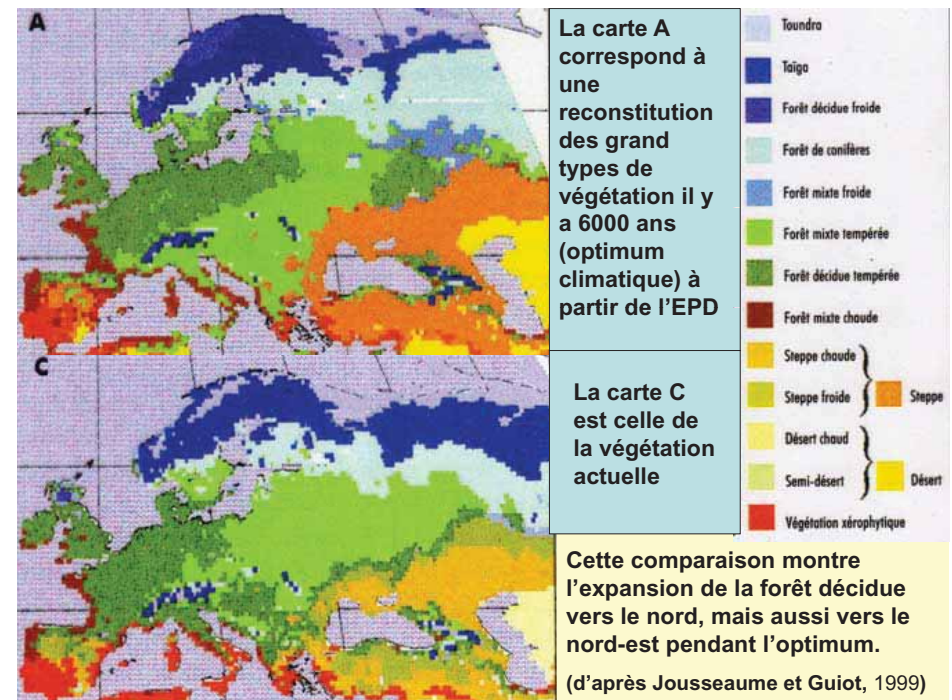 A
La carte A
correspond à
une
reconstitution
des grand
types de
végétation il y
a 6000 ans
(optimum
climatique) à
partir de l'EPD
C
La carte C
est celle de
la végétation
actuelle
Toundra
Taïga
Forêt décidue froide
Forêt de conifères
Forêt mixte froide
Forêt mixte tempérée
Forêt décidue tempérée
Forêt mixte chaude
Steppe chaude
Steppe froide
Steppe
Désert chaud
Semi-désert
Désert
Végétation xérophytique
Cette comparaison montre
l'expansion de la forêt décidue
vers le nord, mais aussi vers le
nord-est pendant l'optimum.
(d'après Jousseaume et Guiot, 1999)